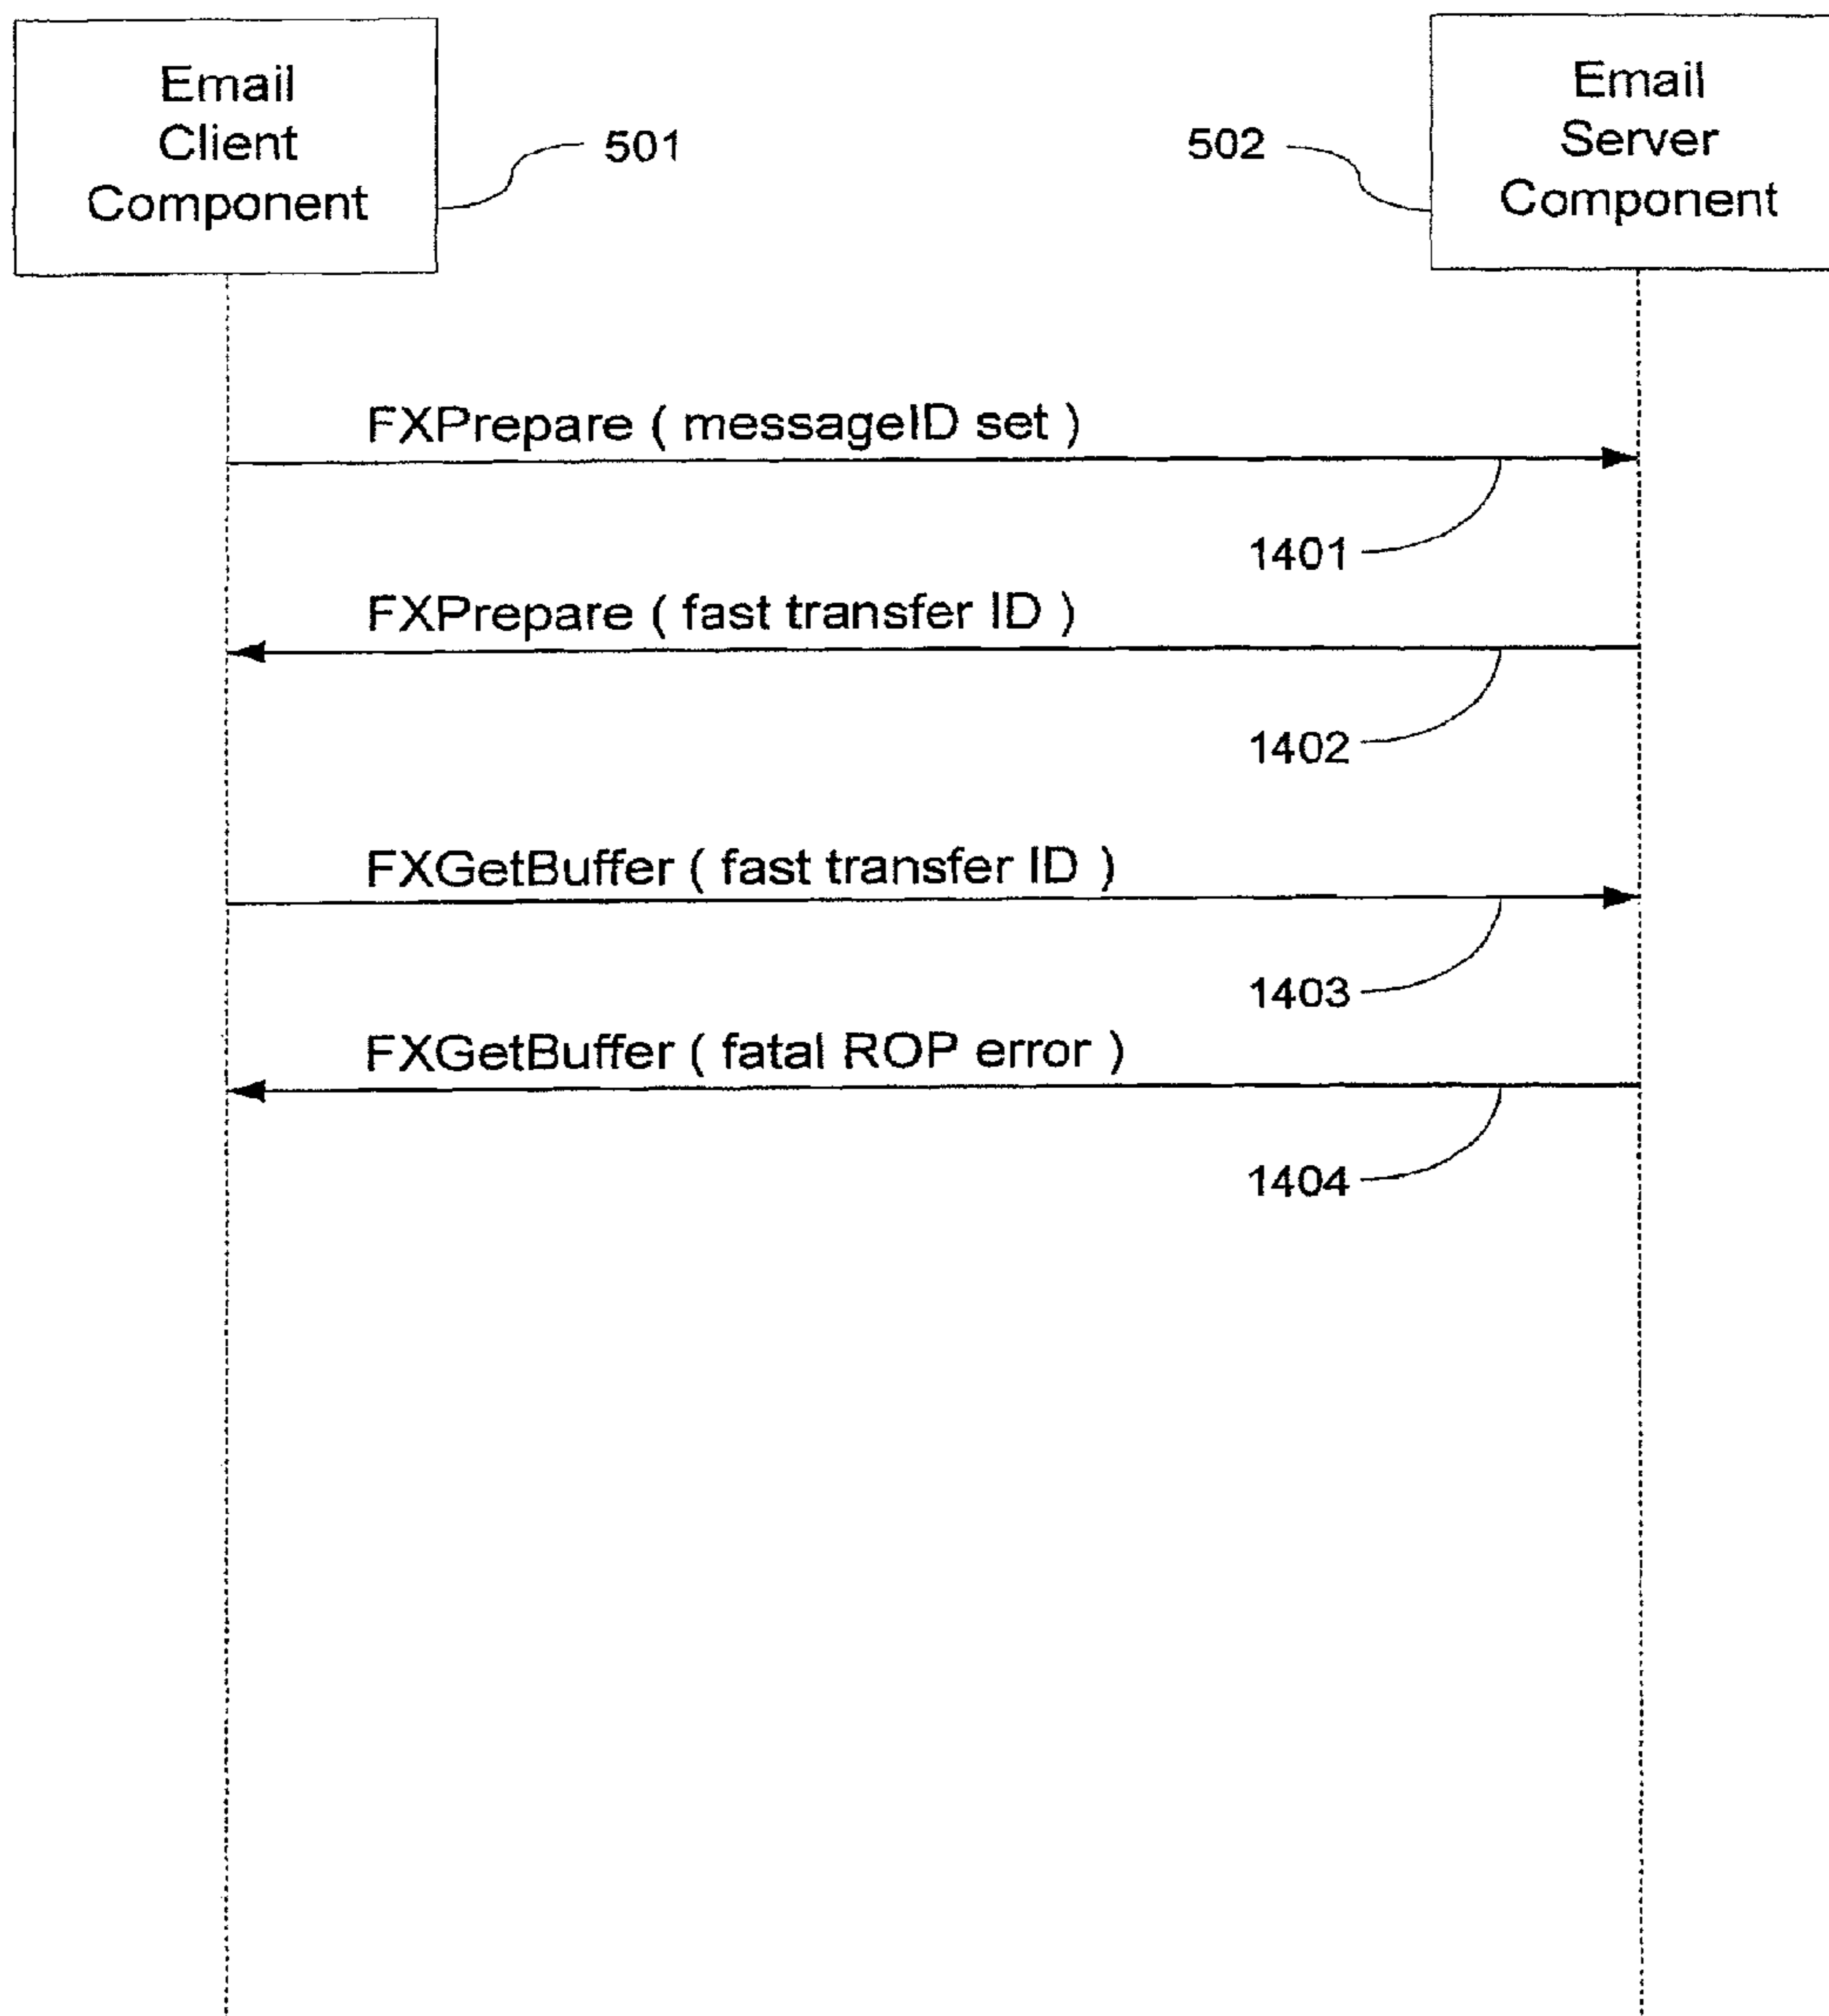 Email
Client
Component
501
502
Email
Server
Component
FXPrepare ( messageID set )
1401
FXPrepare ( fast transfer ID )
1402
FXGetBuffer ( fast transfer ID )
1403
FXGetBuffer ( fatal ROP error )
1404